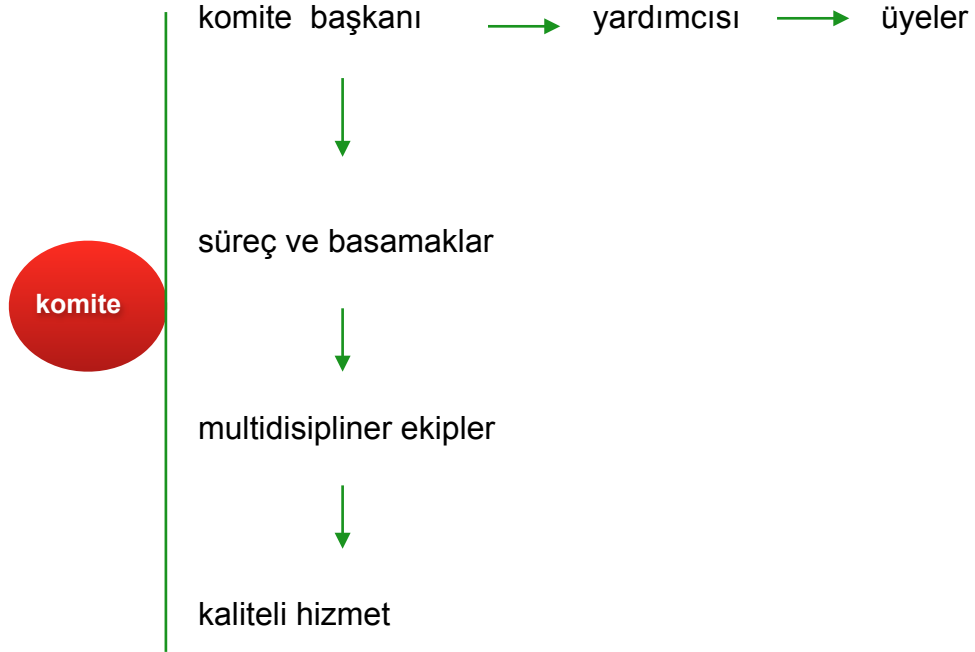 komite başkanı yardımcısı üyeler
süreç ve basamaklar
komite
multidisipliner ekipler
kaliteli hizmet